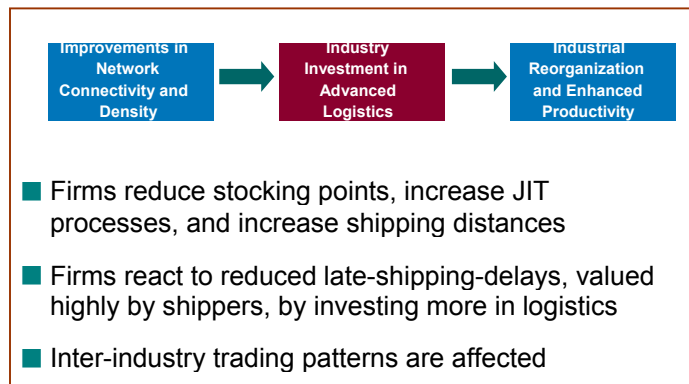 Improvements in
Network
Connectivity and
Density
Industry
Investment in
Advanced
Logistics
Industrial
Reorganization
and Enhanced
Productivity
Firms reduce stocking points, increase JIT
processes, and increase shipping distances
Firms react to reduced late-shipping-delays, valued
highly by shippers, by investing more in logistics
Inter-industry trading patterns are affected